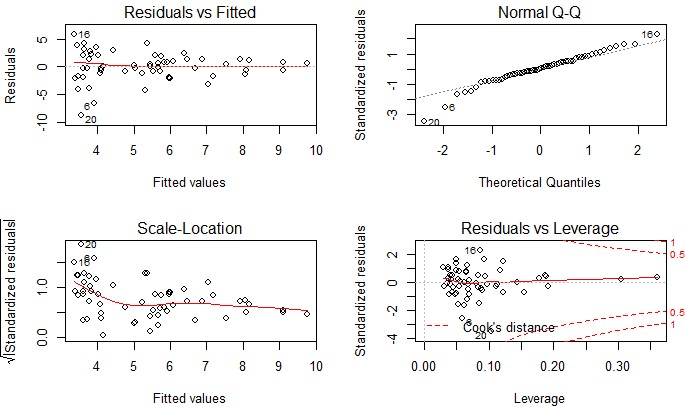 Residuals vs Fitted
Residuals
5
0
-5
-10
16
6
20
4 5 6 7 8 9 10
Fitted values
Normal Q-Q
Standardized residuals
1
-1
-3
16
6
20
-2 -1 0 1 2
Theoretical Quantiles
Scale-Location
√|Standardized residuals|
1.0
0.0
20
6
16
4 5 6 7 8 9 10
Fitted values
Residuals vs Leverage
Standardized residuals
2
0
-2
-4
16
6
20
Cook's distance
1
0.5
0.5
1
0.00 0.10 0.20 0.30
Leverage